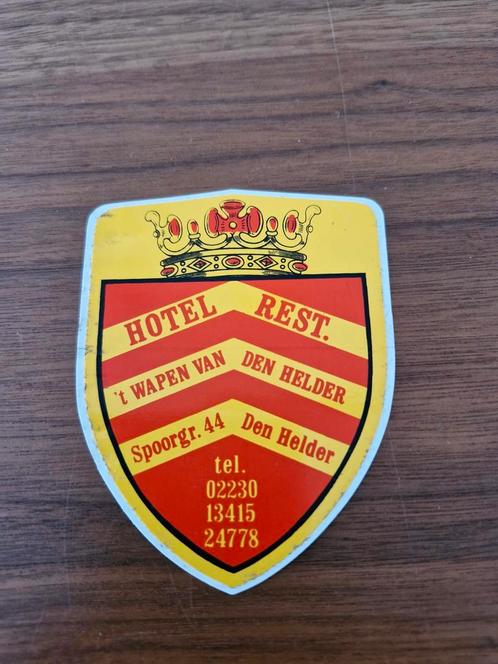 HOTEL REST.
't WAPEN VAN DEN HELDER
Spoorgr. 44 Den Helder
tel.
02230
13415
24778